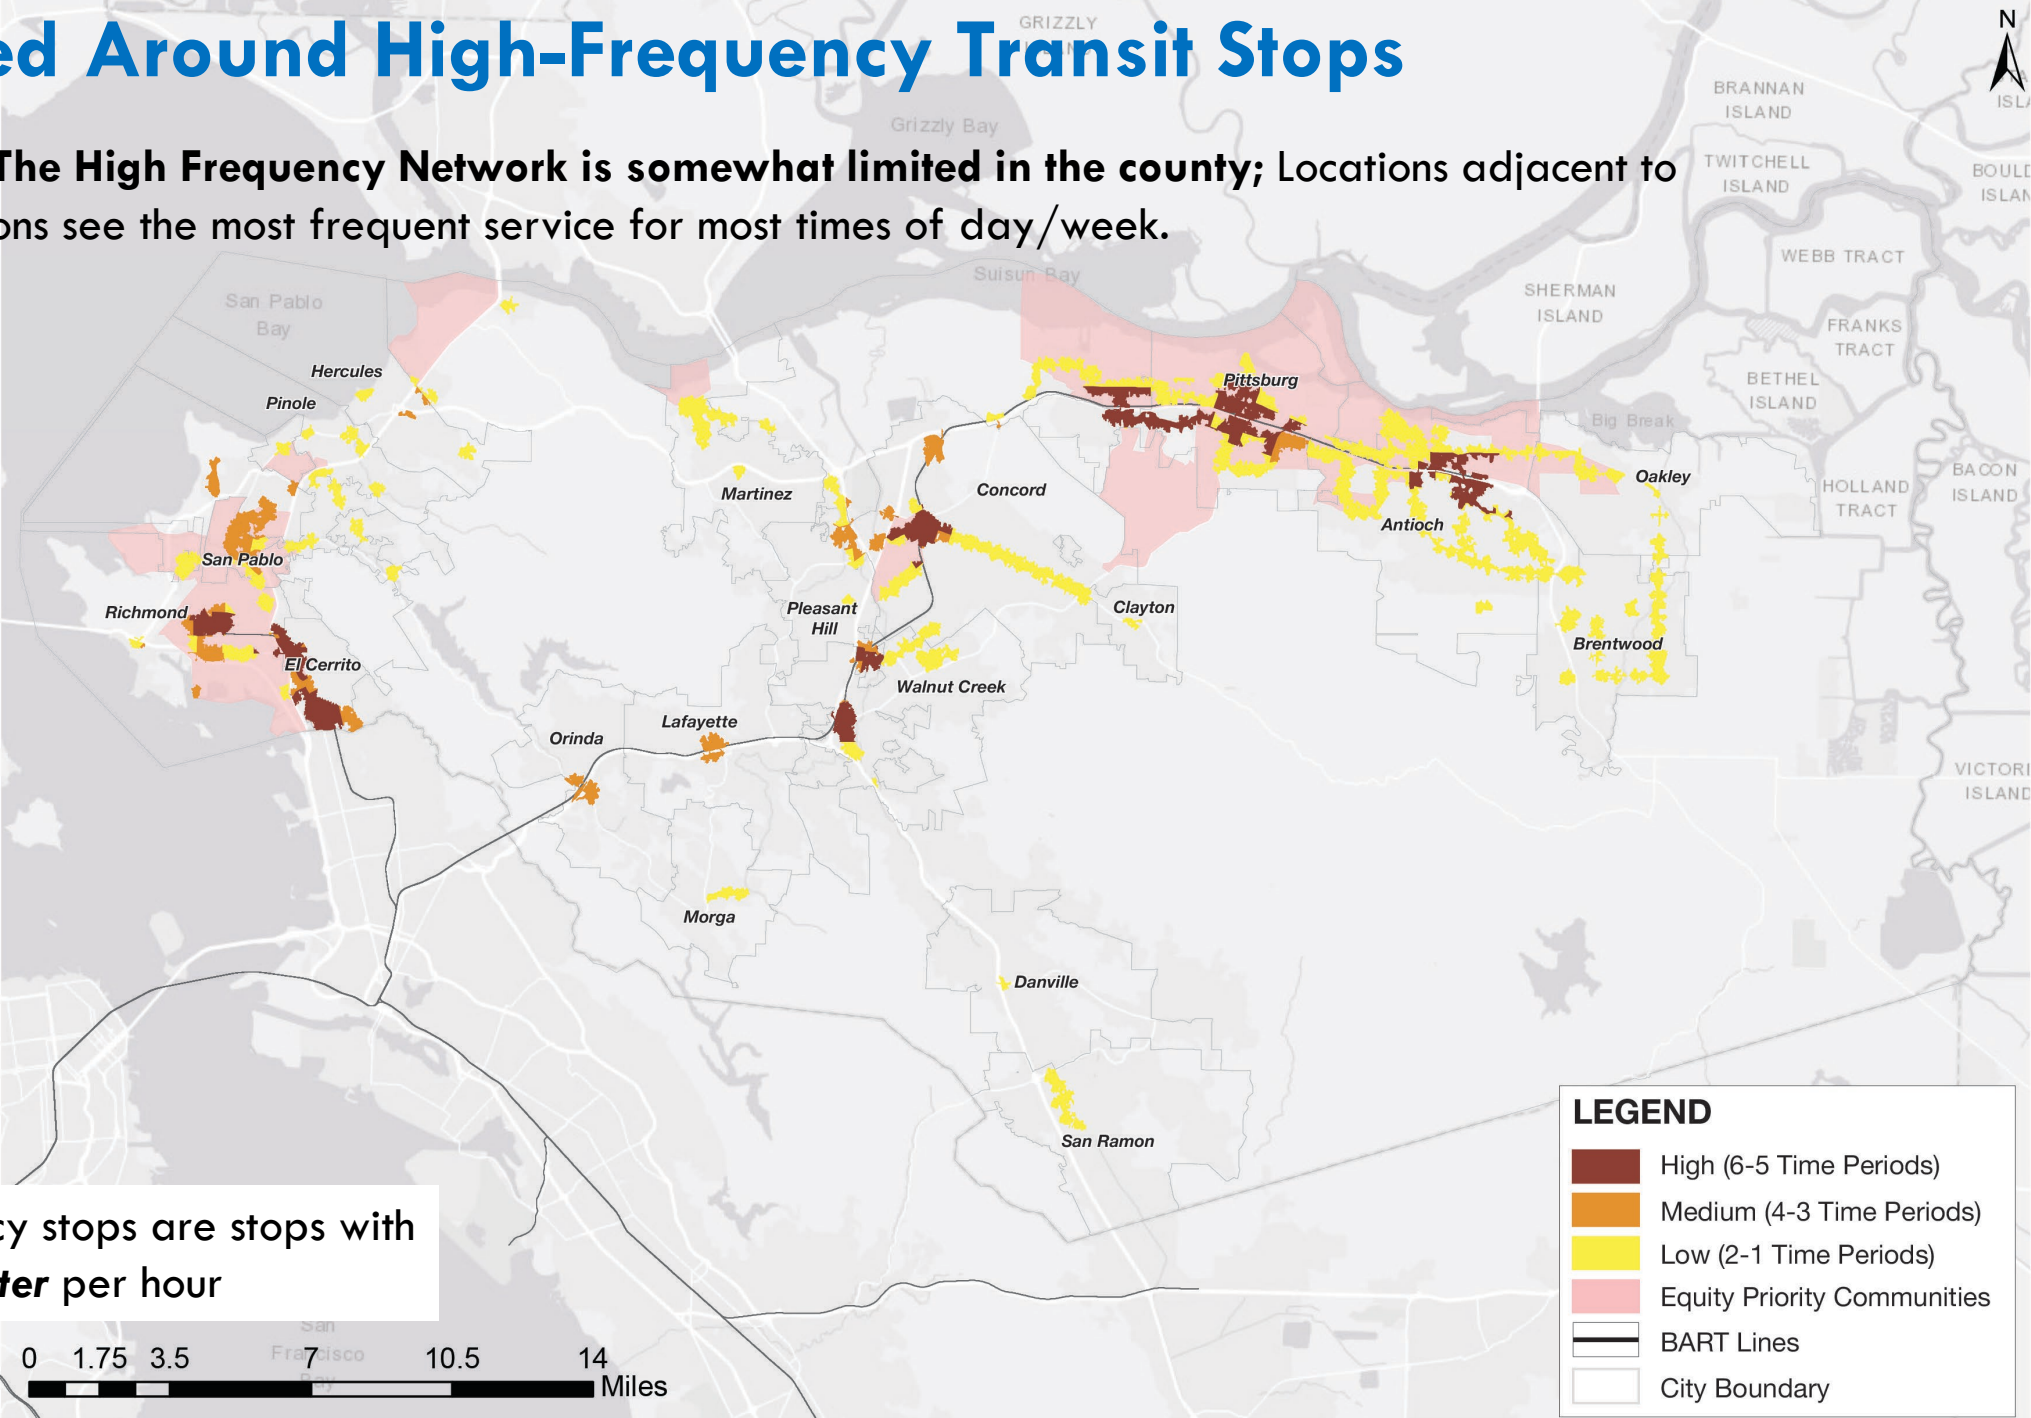 ed Around High-Frequency Transit Stops
The High Frequency Network is somewhat limited in the county; Locations adjacent to
ons see the most frequent service for most times of day/week.
N
GRIZZLY
Grizzly Bay
BRANNAN
ISLAND
TWITCHELL
ISLAND
WEBB TRACT
Suisun Bay
SHERMAN
ISLAND
FRANKS
TRACT
BETHEL
ISLAND
Big Break
HOLLAND
TRACT
BACON
ISLAND
San Pablo
Bay
Hercules
Pinole
Pittsburg
Oakley
Martinez
Concord
Antioch
San Pablo
Richmond
Pleasant
Hill
Clayton
El Cerrito
Brentwood
Walnut Creek
Lafayette
Orinda
Morga
Danville
San Ramon
LEGEND
High (6-5 Time Periods)
Medium (4-3 Time Periods)
Low (2-1 Time Periods)
Equity Priority Communities
BART Lines
City Boundary
cy stops are stops with
ter per hour
San
Francisco
Bay
0 1.75 3.5 7 10.5 14
Miles